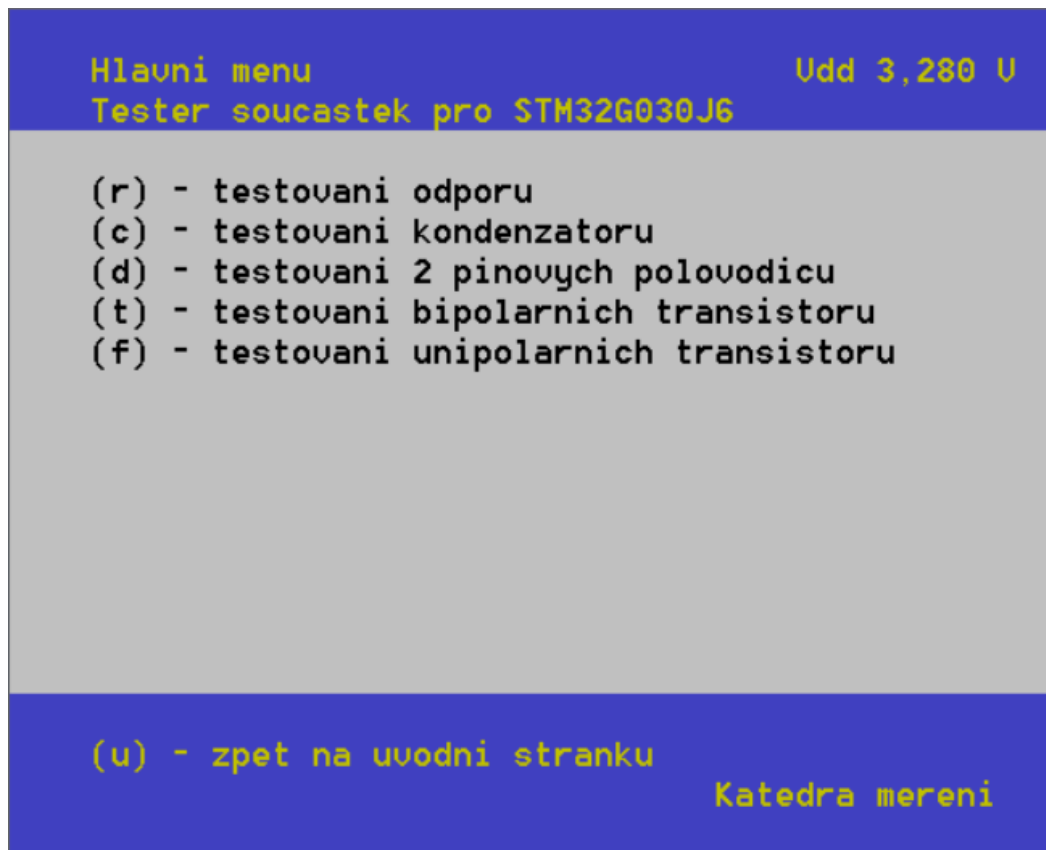 Hlavni menu Vdd 3,280 V
Tester soucastek pro STM32G030J6
(r) - testovani odporu
(c) - testovani kondenzatoru
(d) - testovani 2 pinovych polovodicu
(t) - testovani bipolarnich transistoru
(f) - testovani unipolarnich transistoru
(u) - zpet na uvodni stranku
Katedra mereni